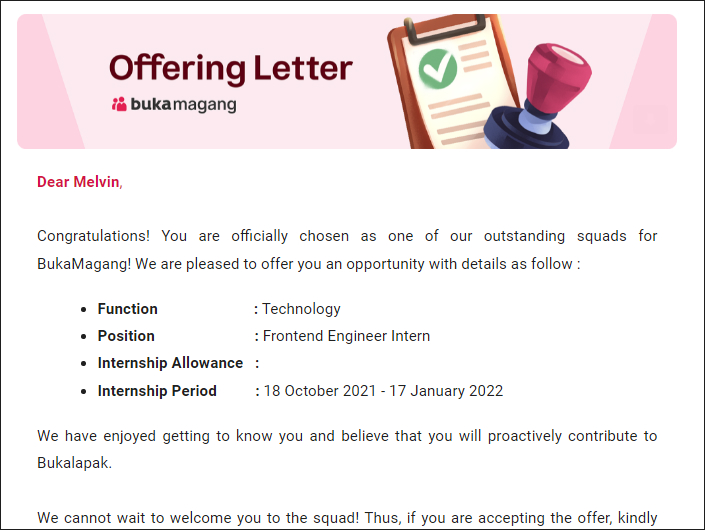 Offering Letter
bukamagang
Dear Melvin,
Congratulations! You are officially chosen as one of our outstanding squads for
BukaMagang! We are pleased to offer you an opportunity with details as follow :
• Function : Technology
• Position : Frontend Engineer Intern
• Internship Allowance :
• Internship Period : 18 October 2021 - 17 January 2022
We have enjoyed getting to know you and believe that you will proactively contribute to
Bukalapak.
We cannot wait to welcome you to the squad! Thus, if you are accepting the offer, kindly